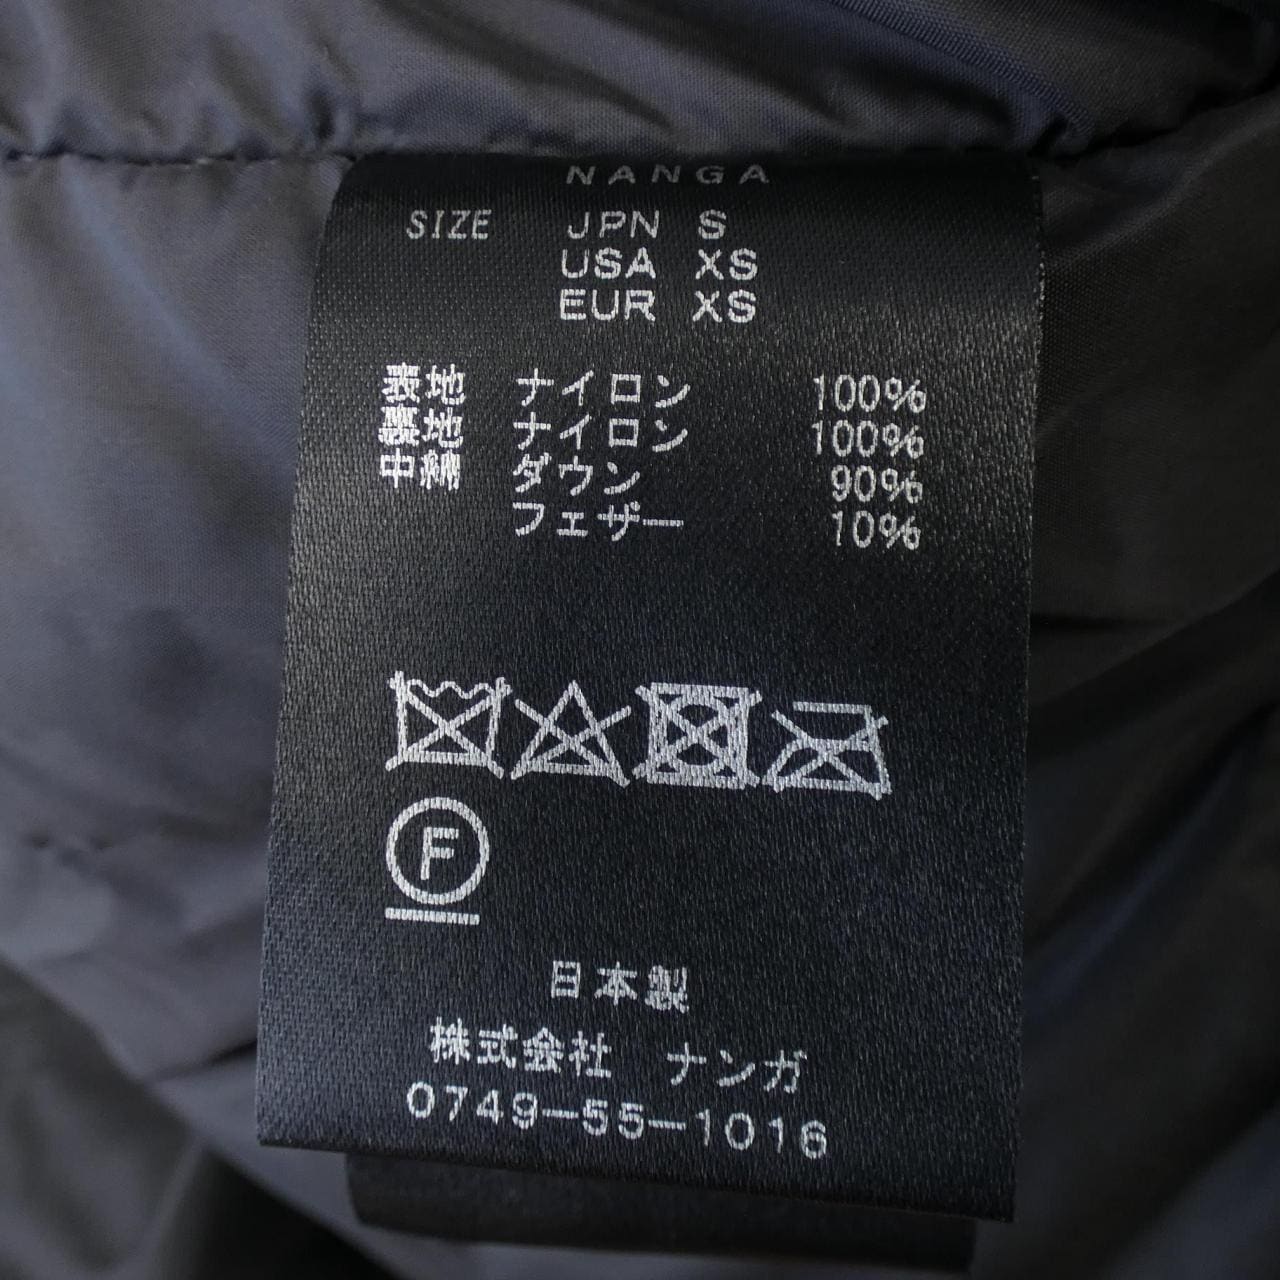 NANGA
SIZE JPN S
USA XS
EUR XS
表地 ナイロン 100%
裏地 ナイロン 100%
中綿 ダウン 90%
フェザー 10%
F
日本製
株式会社 ナンガ
0749-55-1016